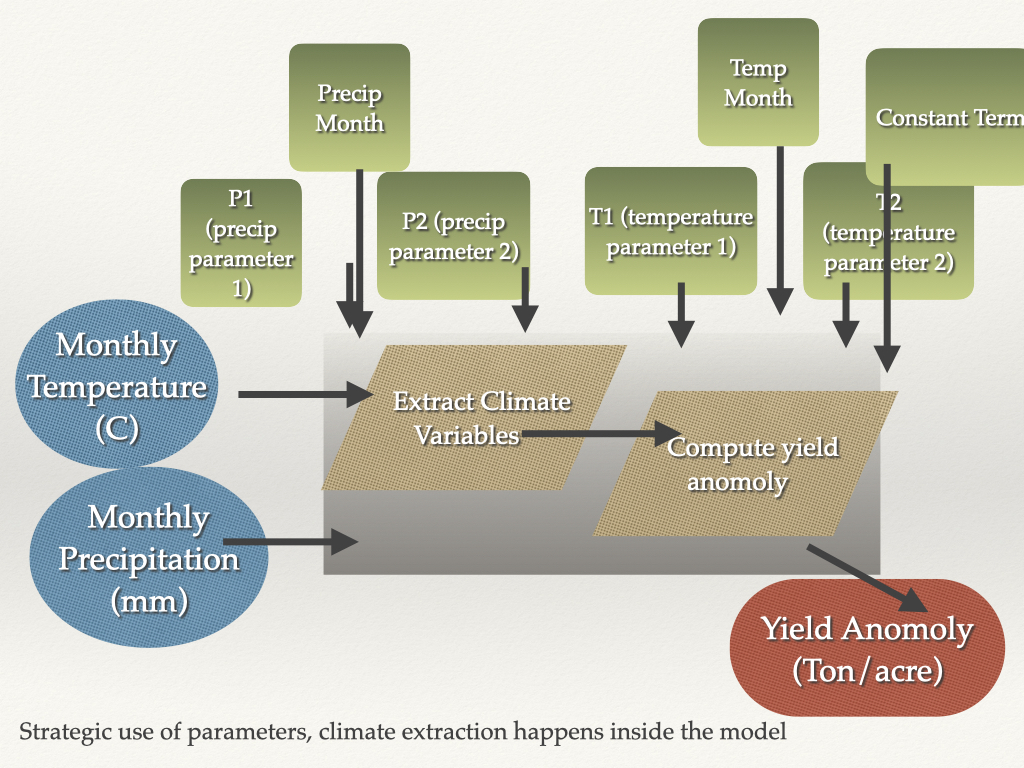 Precip
Month
Temp
Month
Constant Term
P1
(precip
parameter
1)
P2 (precip
parameter 2)
T1 (temperature
parameter 1)
T2
(temperature
parameter 2)
Monthly
Temperature
(C)
Extract Climate
Variables
Compute yield
anomoly
Monthly
Precipitation
(mm)
Yield Anomoly
(Ton/acre)
Strategic use of parameters, climate extraction happens inside the model